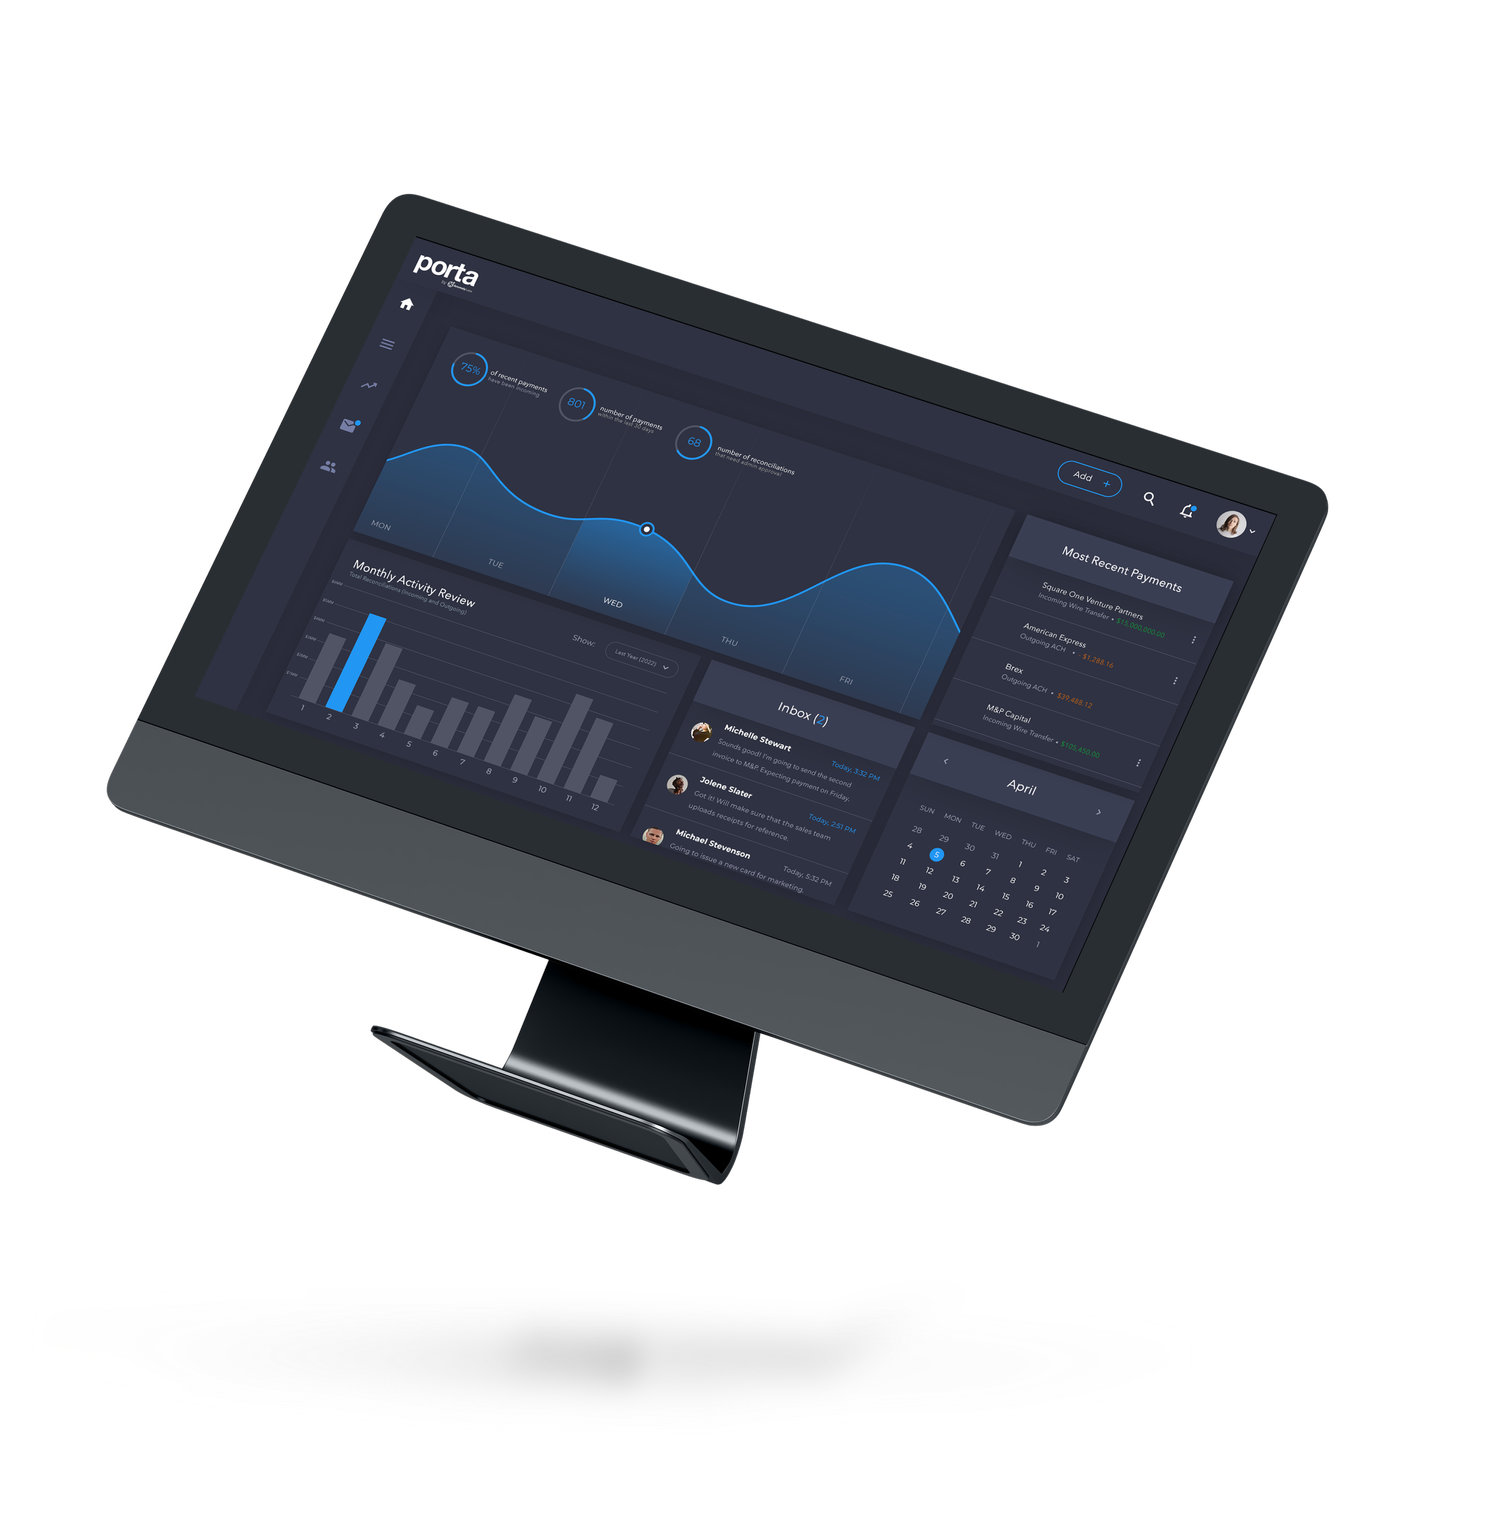 porta
by
75%
of recent payments
have been incoming
801
number of payments
within the last 30 days
68
number of reconciliations
that need admin approval
Add +
MON
TUE
WED
THU
FRI
Most Recent Payments
Square One Venture Partners
Incoming Wire Transfer • $15,000,000.00
American Express
Outgoing ACH • - $1,288.16
Brex
Outgoing ACH • $39,488.12
M&P Capital
Incoming Wire Transfer • $105,458.00
Monthly Activity Review
Total Reconciliations (Incoming and Outgoing)
Show:
Last Year (2022)
1 2 3 4 5 6 7 8 9 10 11 12
Inbox (2)
Michelle Stewart
Today, 3:32 PM
Sounds good! I'm going to send the second
invoice to M&P. Expecting payment on Friday.
Jolene Slater
Today, 2:51 PM
Got it! Will make sure that the sales team
uploads receipts for reference.
Michael Stevenson
Today, 5:32 PM
Going to issue a new card for marketing.
April
SUN MON TUE WED THU FRI SAT
28 29 30 31 1 2 3
4 5 6 7 8 9 10
11 12 13 14 15 16 17
18 19 20 21 22 23 24
25 26 27 28 29 30 1